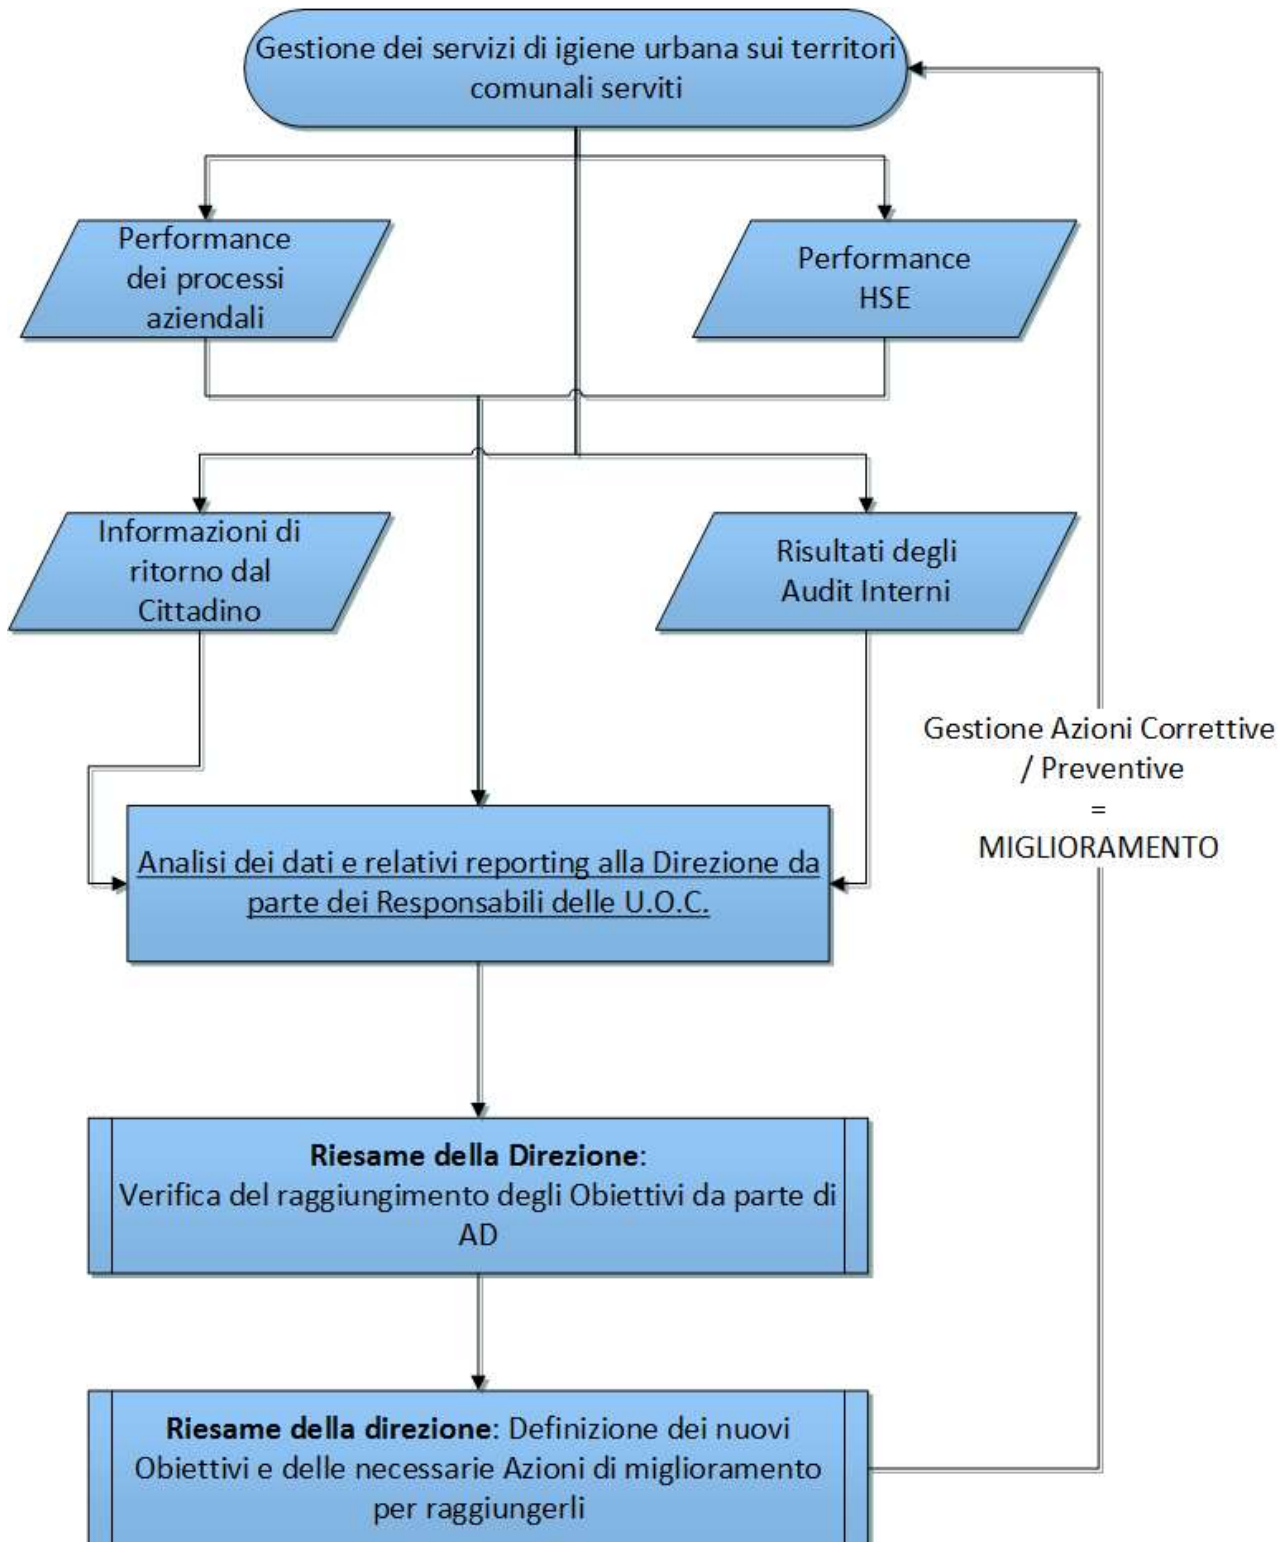 Gestione dei servizi di igiene urbana sui territori
comunali serviti
Performance
dei processi
aziendali
Performance
HSE
Informazioni di
ritorno dal
Cittadino
Risultati degli
Audit Interni
Gestione Azioni Correttive
/ Preventive
=
MIGLIORAMENTO
Analisi dei dati e relativi reporting alla Direzione da
parte dei Responsabili delle U.O.C.
Riesame della Direzione:
Verifica del raggiungimento degli Obiettivi da parte di
AD
Riesame della direzione: Definizione dei nuovi
Obiettivi e delle necessarie Azioni di miglioramento
per raggiungerli